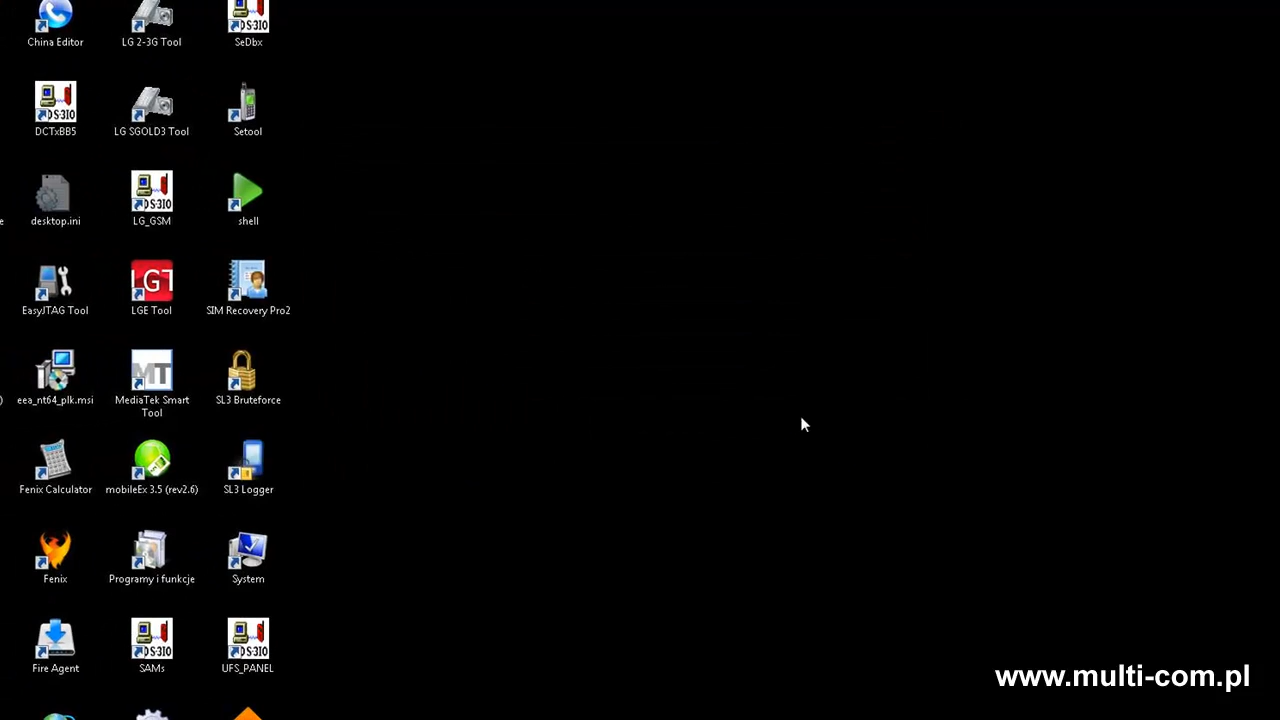 China Editor
LG 2-3G Tool
SeDbx
DCTxBB5
LG SGOLD3 Tool
Setool
desktop.ini
LG_GSM
shell
EasyJTAG Tool
LGE Tool
SIM Recovery Pro2
eea_nt64_plk.msi
MediaTek Smart
Tool
SL3 Bruteforce
Fenix Calculator
mobileEx 3.5 (rev2.6)
SL3 Logger
Fenix
Programy i funkcje
System
Fire Agent
SAMs
UFS_PANEL
www.multi-com.pl